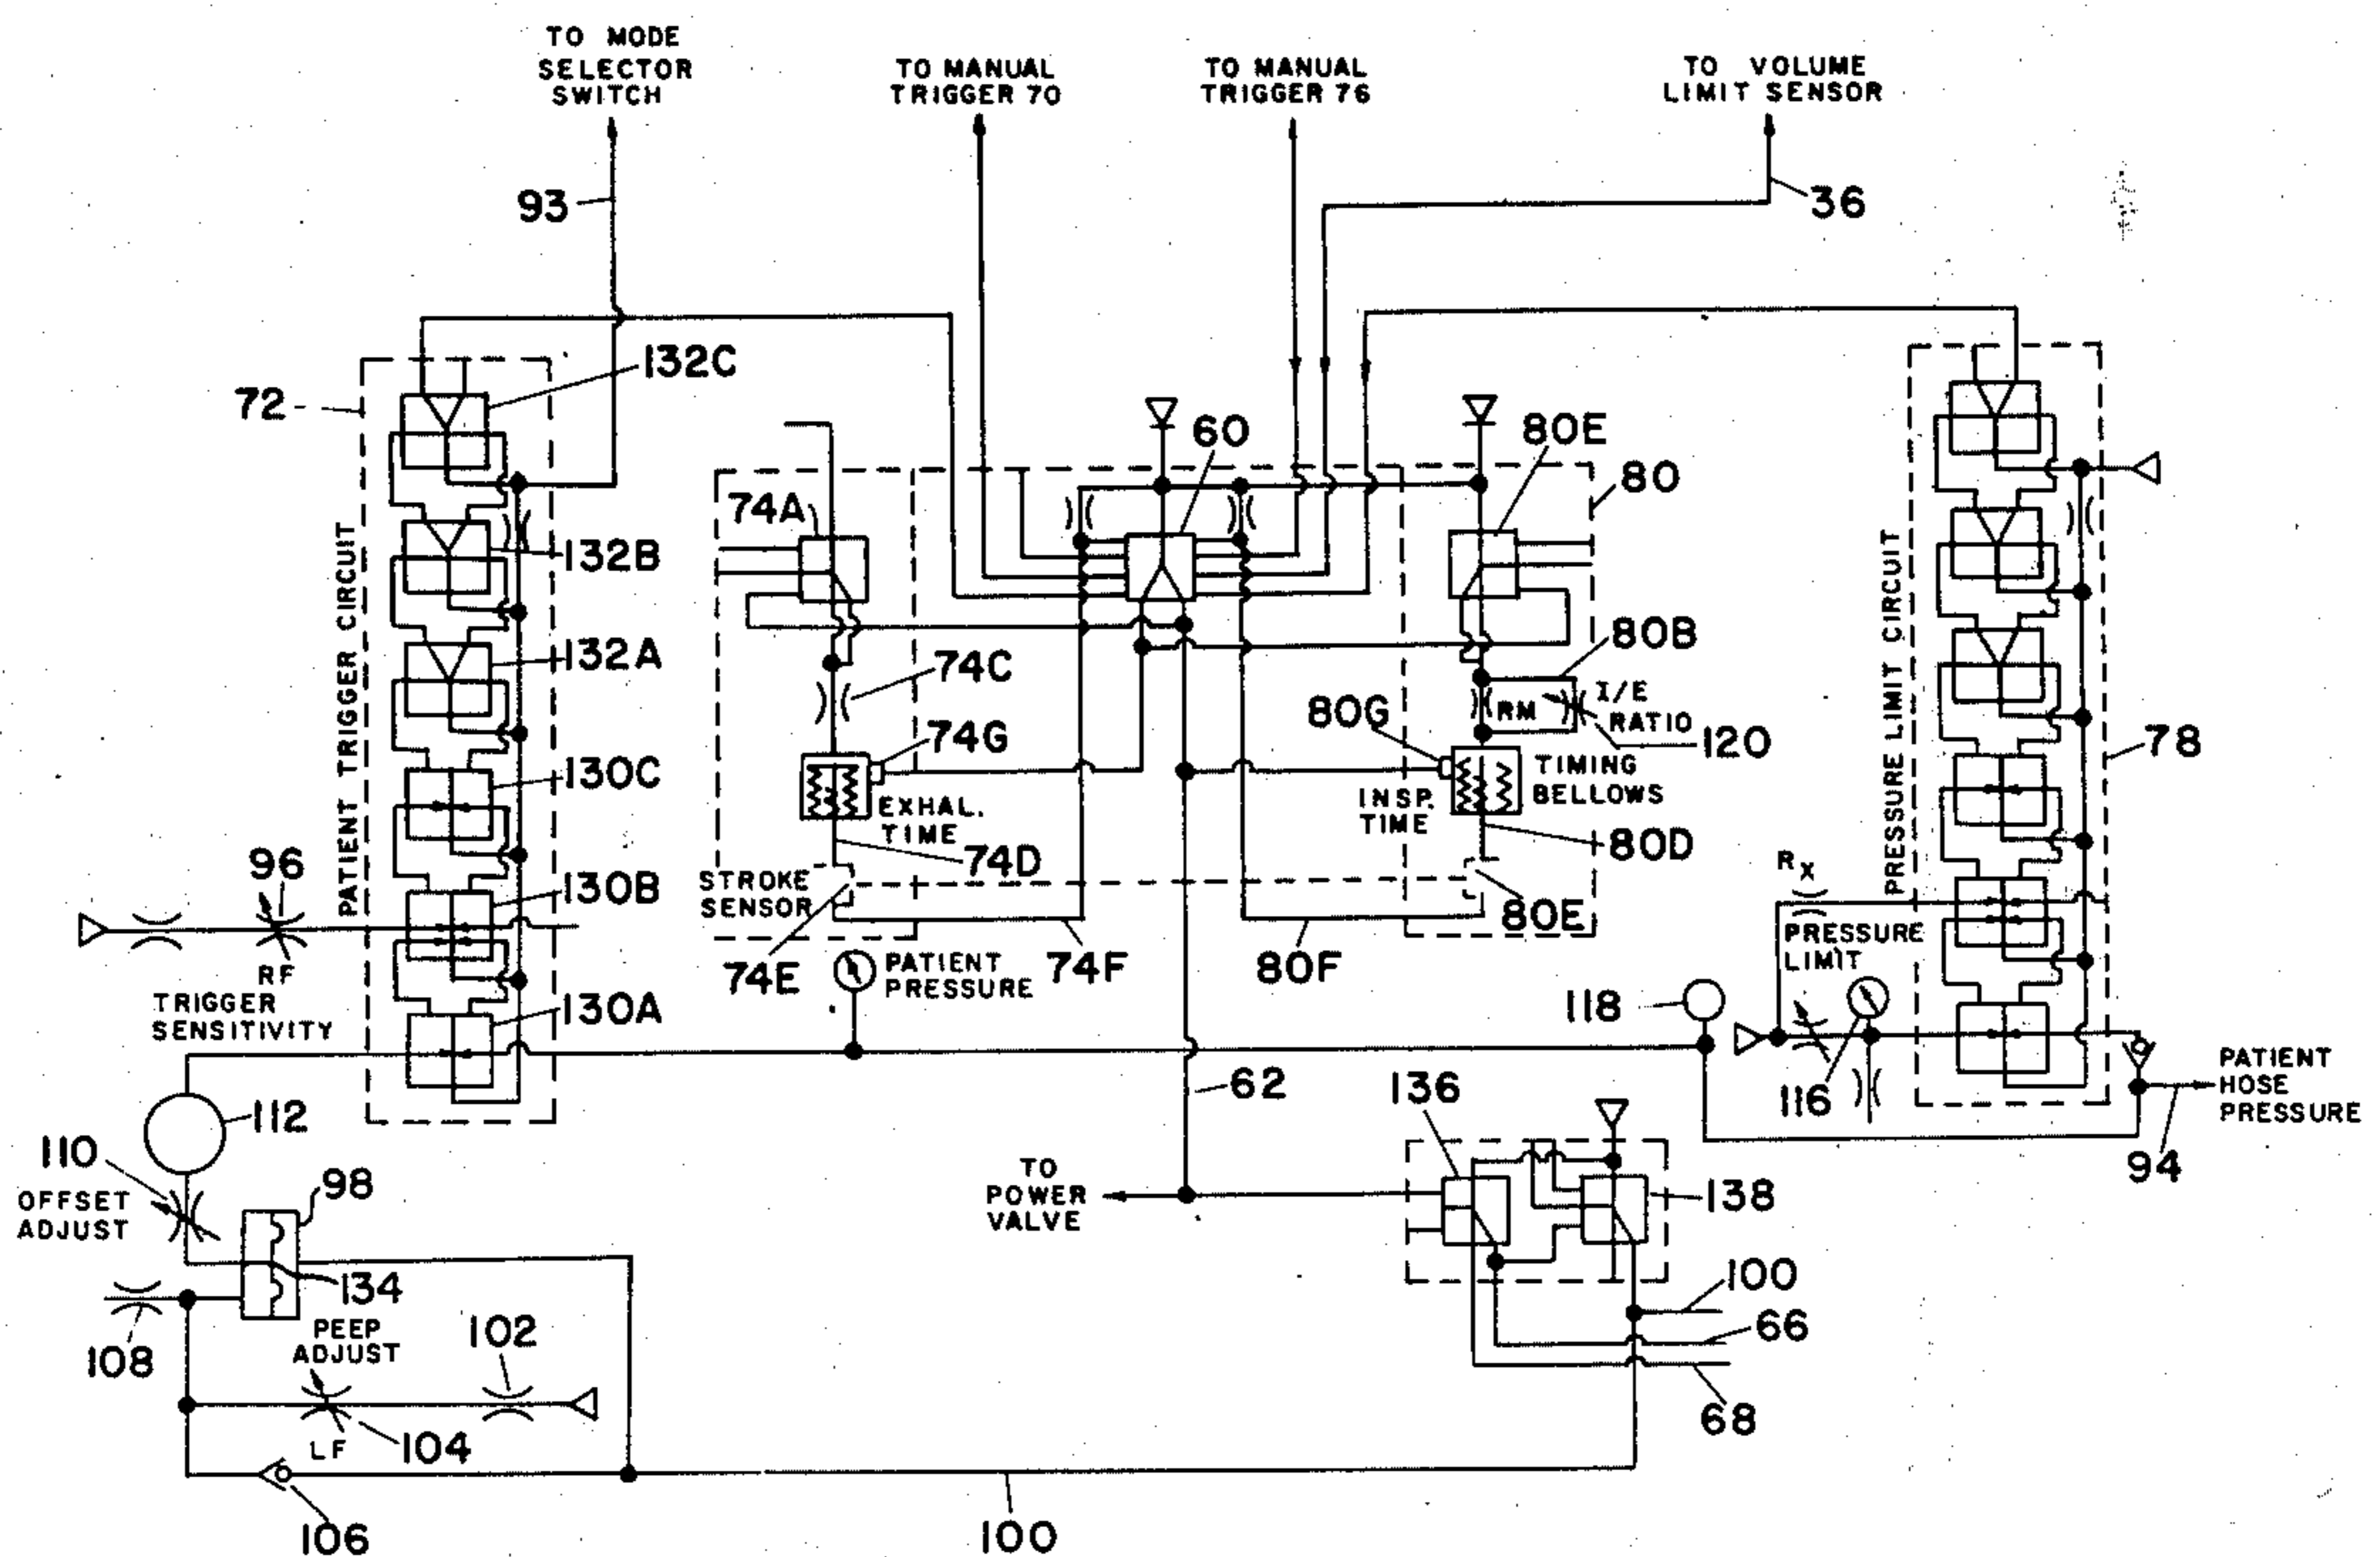 TO MODE
SELECTOR
SWITCH
TO MANUAL
TRIGGER 70
TO MANUAL
TRIGGER 76
TO VOLUME
LIMIT SENSOR
93
36
132C
72
60
80E
80
74A
132B
PATIENT TRIGGER CIRCUIT
PRESSURE LIMIT CIRCUIT
132A
80B
74C
I/E
RATIO
RM
80G
120
78
74G
130C
TIMING
BELLOWS
EXHAL.
TIME
INSP.
TIME
74D
80D
96
130B
STROKE
SENSOR
RX
80E
RF
TRIGGER
SENSITIVITY
74E
PATIENT
PRESSURE
74F
80F
PRESSURE
LIMIT
130A
118
62
136
116
PATIENT
HOSE
PRESSURE
112
110
OFFSET
ADJUST
98
TO
POWER
VALVE
138
94
134
100
108
PEEP
ADJUST
102
66
68
LF
104
106
100